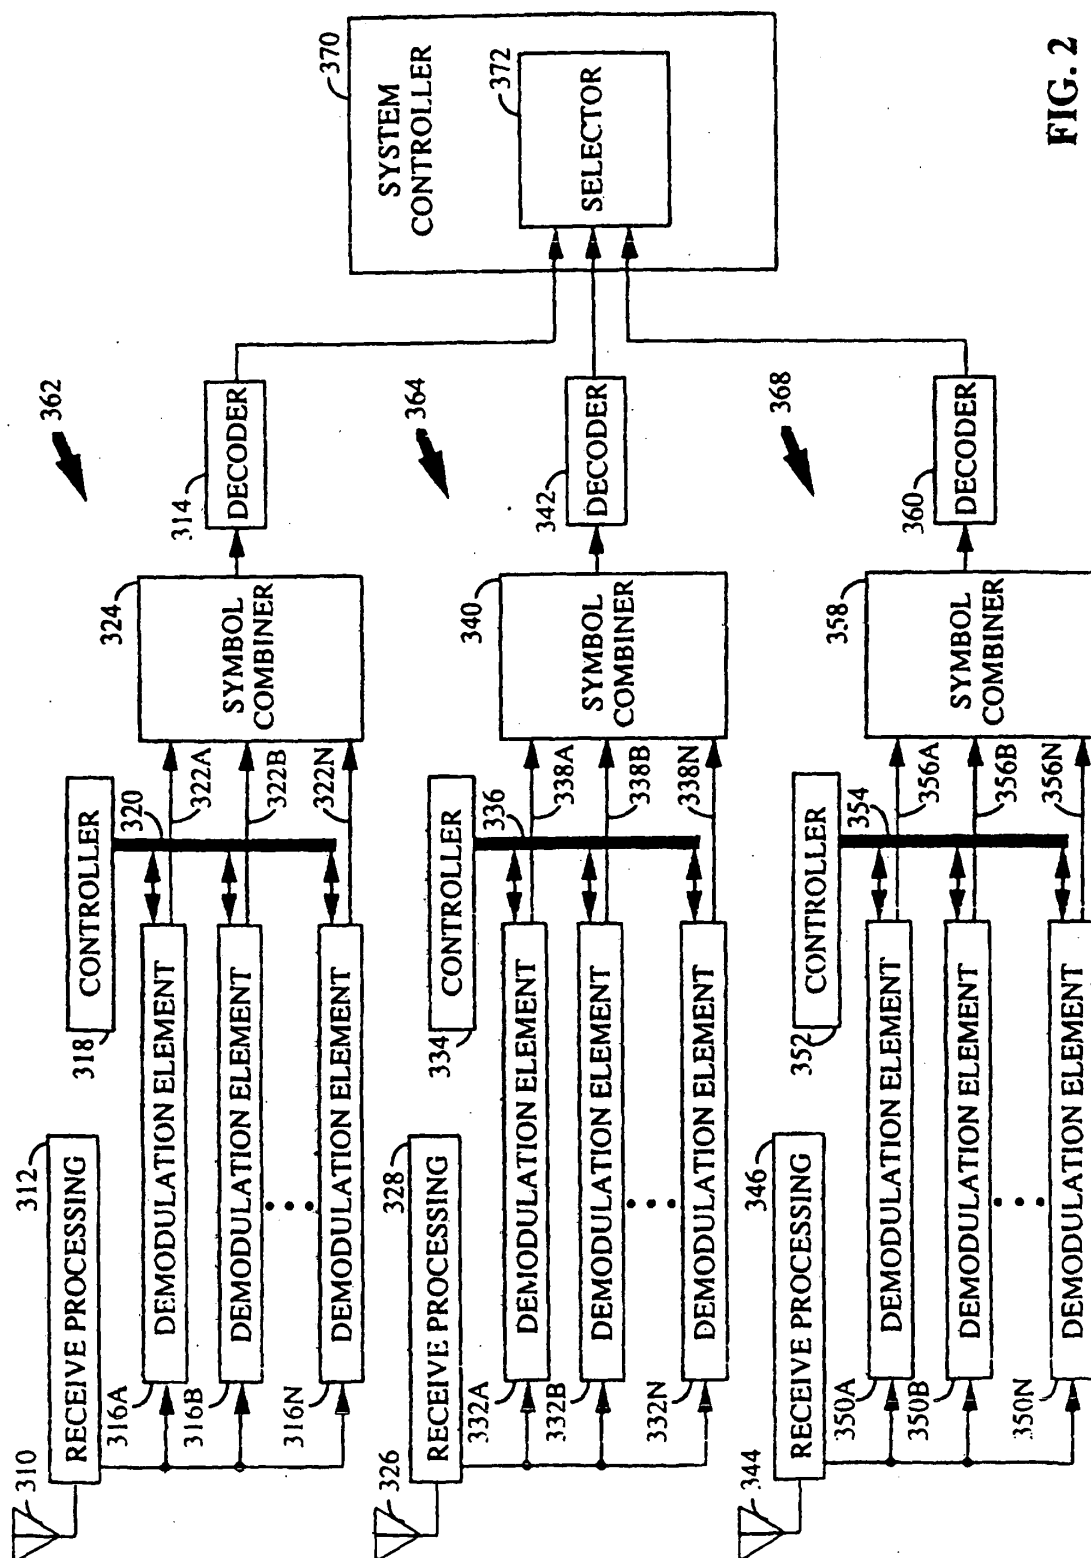 310
312
RECEIVE PROCESSING
318
CONTROLLER
320
316A
DEMODULATION ELEMENT
322A
316B
DEMODULATION ELEMENT
322B
316N
DEMODULATION ELEMENT
322N
324
SYMBOL
COMBINER
314
DECODER
362
326
328
RECEIVE PROCESSING
334
CONTROLLER
336
332A
DEMODULATION ELEMENT
338A
332B
DEMODULATION ELEMENT
338B
332N
DEMODULATION ELEMENT
338N
340
SYMBOL
COMBINER
342
DECODER
364
344
346
RECEIVE PROCESSING
352
CONTROLLER
354
350A
DEMODULATION ELEMENT
356A
350B
DEMODULATION ELEMENT
356B
350N
DEMODULATION ELEMENT
356N
358
SYMBOL
COMBINER
360
DECODER
368
370
SYSTEM
CONTROLLER
372
SELECTOR
FIG. 2